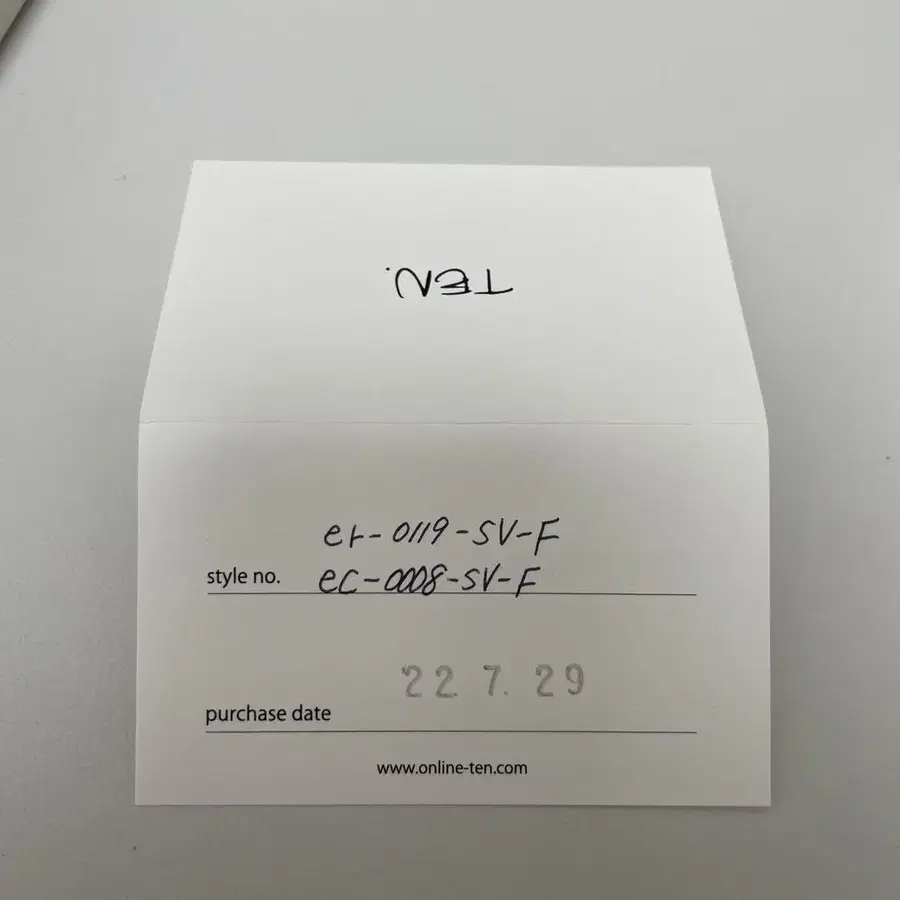 TEN.
er-0119-SV-F
style no. ec-0008-SV-F
22. 7. 29
purchase date
www.online-ten.com